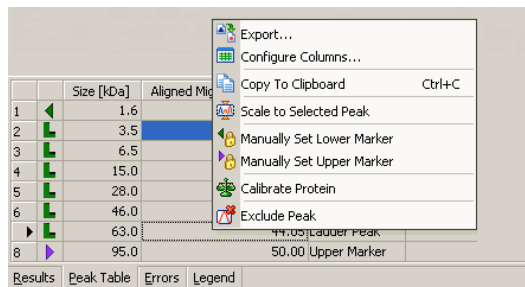 Export...
Configure Columns...
Copy To Clipboard Ctrl+C
Scale to Selected Peak
Manually Set Lower Marker
Manually Set Upper Marker
Calibrate Protein
Exclude Peak
Size [kDa] Aligned Mig
1 1.6
2 3.5
3 6.5
4 15.0
5 28.0
6 46.0
63.0 44.05 Ladder Peak
8 95.0 50.00 Upper Marker
Results Peak Table Errors Legend